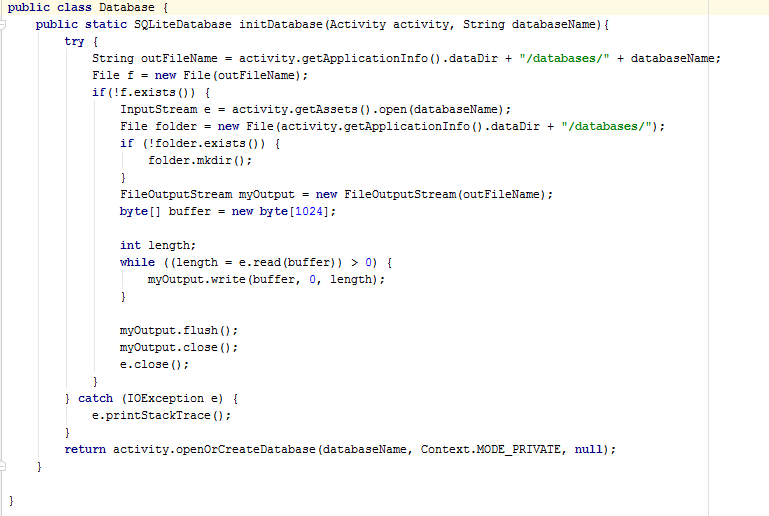 public class Database {
    public static SQLiteDatabase initDatabase(Activity activity, String databaseName){
        try {
            String outFileName = activity.getApplicationInfo().dataDir + "/databases/" + databaseName;
            File f = new File(outFileName);
            if(!f.exists()) {
                InputStream e = activity.getAssets().open(databaseName);
                File folder = new File(activity.getApplicationInfo().dataDir + "/databases/");
                if (!folder.exists()) {
                    folder.mkdir();
                }
                FileOutputStream myOutput = new FileOutputStream(outFileName);
                byte[] buffer = new byte[1024];

                int length;
                while ((length = e.read(buffer)) > 0) {
                    myOutput.write(buffer, 0, length);
                }

                myOutput.flush();
                myOutput.close();
                e.close();
            }
        } catch (IOException e) {
            e.printStackTrace();
        }
        return activity.openOrCreateDatabase(databaseName, Context.MODE_PRIVATE, null);
    }

}